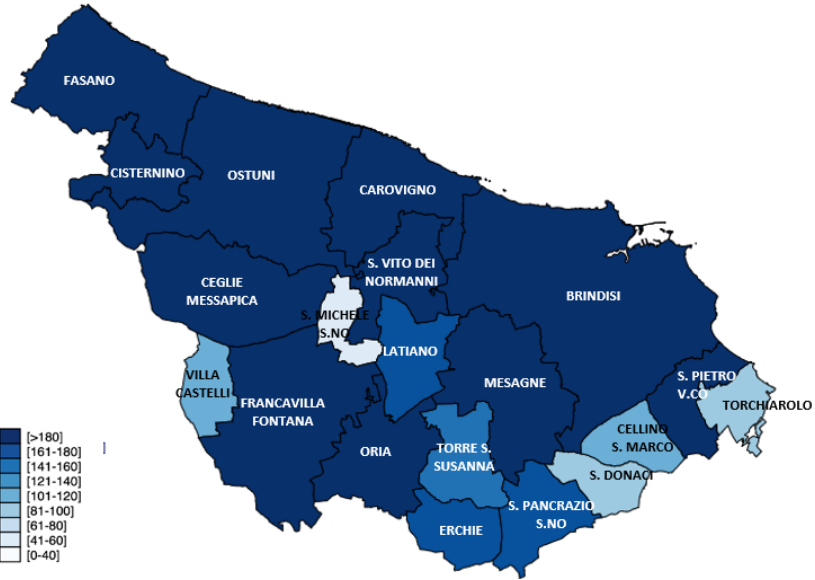 FASANO
CISTERNINO
OSTUNI
CAROVIGNO
S. VITO DEI
NORMANNI
CEGLIE
MESSAPICA
BRINDISI
S. MICHELE
S.NO
LATIANO
VILLA
CASTELLI
FRANCAVILLA
FONTANA
MESAGNE
S. PIETRO
V.CO
TORCHIAROLO
CELLINO
S. MARCO
ORIA
TORRE S.
SUSANNA
S. DONACI
S. PANCRAZIO
S.NO
ERCHIE
[>180]
[161-180]
[141-160]
[121-140]
[101-120]
[81-100]
[61-80]
[41-60]
[0-40]